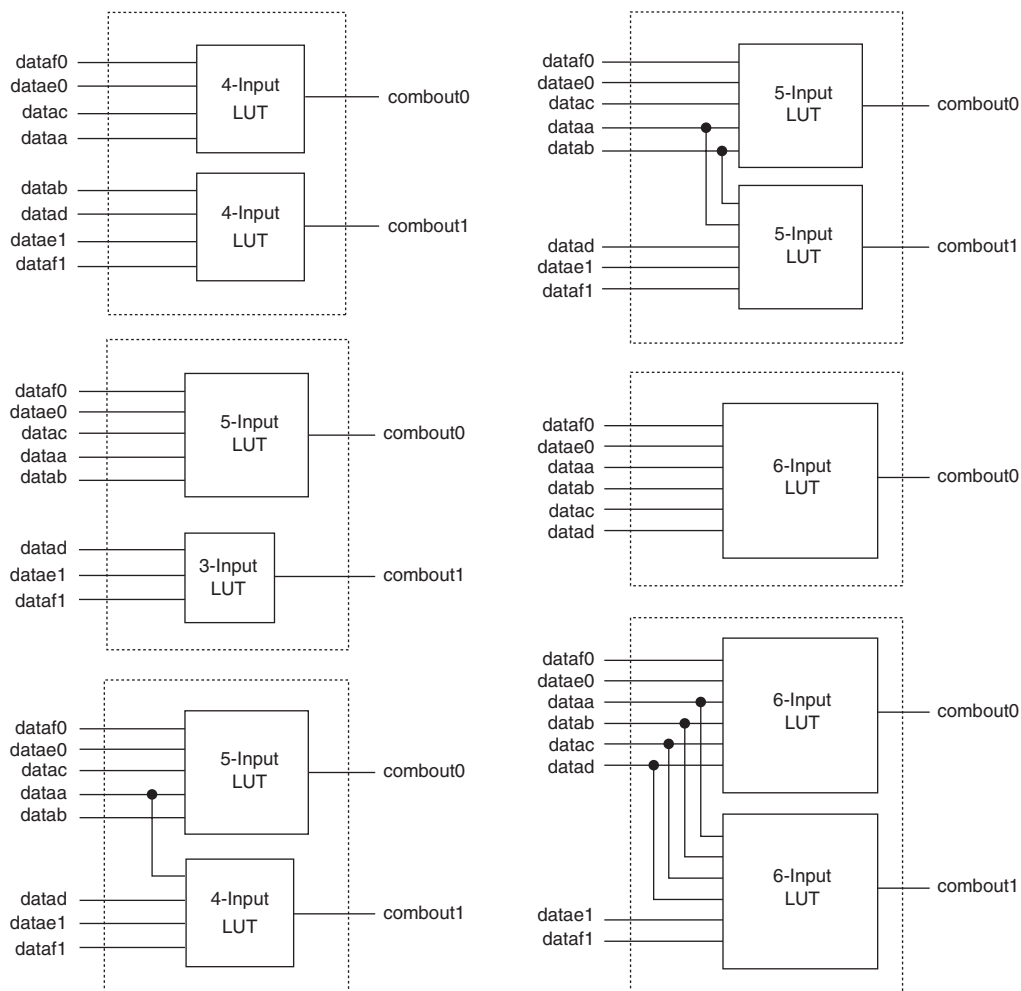 dataf0
datae0
datac
dataa
4-Input
LUT
combout0
datab
datad
datae1
dataf1
4-Input
LUT
combout1
dataf0
datae0
datac
dataa
datab
5-Input
LUT
combout0
datad
datae1
dataf1
3-Input
LUT
combout1
dataf0
datae0
datac
dataa
datab
5-Input
LUT
combout0
datad
datae1
dataf1
4-Input
LUT
combout1
dataf0
datae0
datac
dataa
datab
5-Input
LUT
combout0
datad
datae1
dataf1
5-Input
LUT
combout1
dataf0
datae0
dataa
datab
datac
datad
6-Input
LUT
combout0
dataf0
datae0
dataa
datab
datac
datad
6-Input
LUT
combout0
datae1
dataf1
6-Input
LUT
combout1